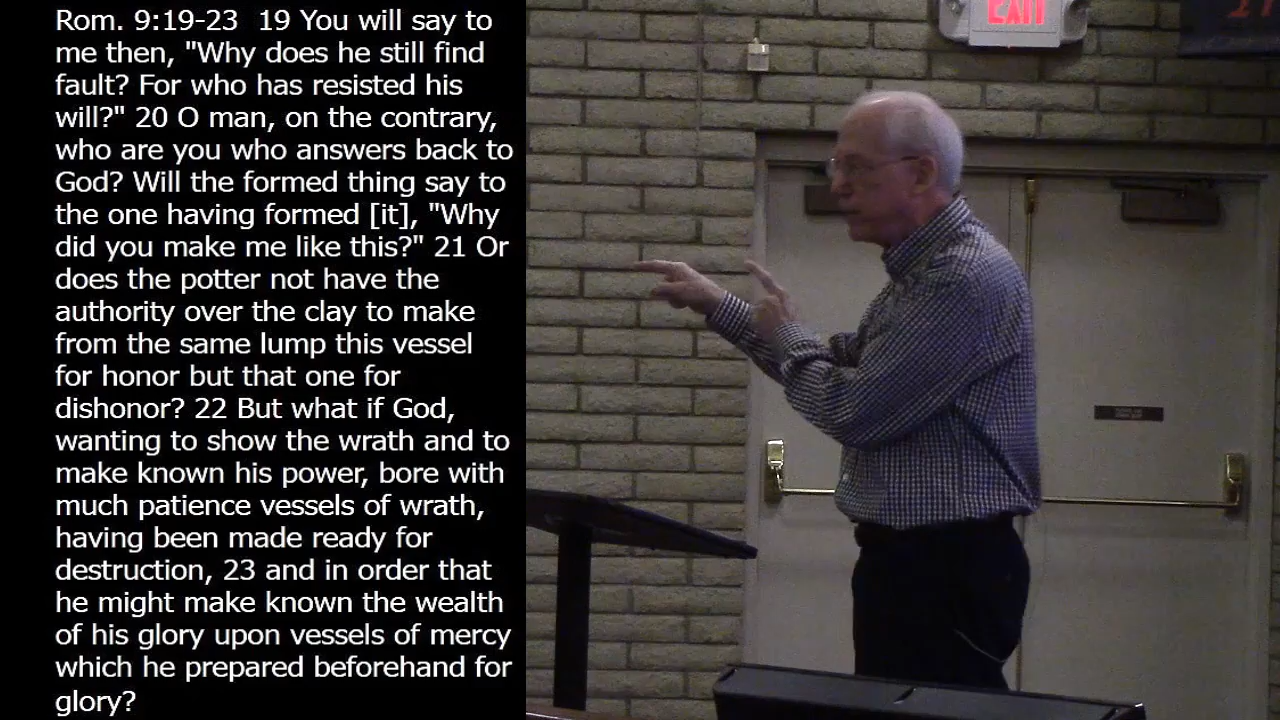 Rom. 9:19-23  19 You will say to
me then, "Why does he still find
fault? For who has resisted his
will?" 20 O man, on the contrary,
who are you who answers back to
God? Will the formed thing say to
the one having formed [it], "Why
did you make me like this?" 21 Or
does the potter not have the
authority over the clay to make
from the same lump this vessel
for honor but that one for
dishonor? 22 But what if God,
wanting to show the wrath and to
make known his power, bore with
much patience vessels of wrath,
having been made ready for
destruction, 23 and in order that
he might make known the wealth
of his glory upon vessels of mercy
which he prepared beforehand for
glory?
EXIT